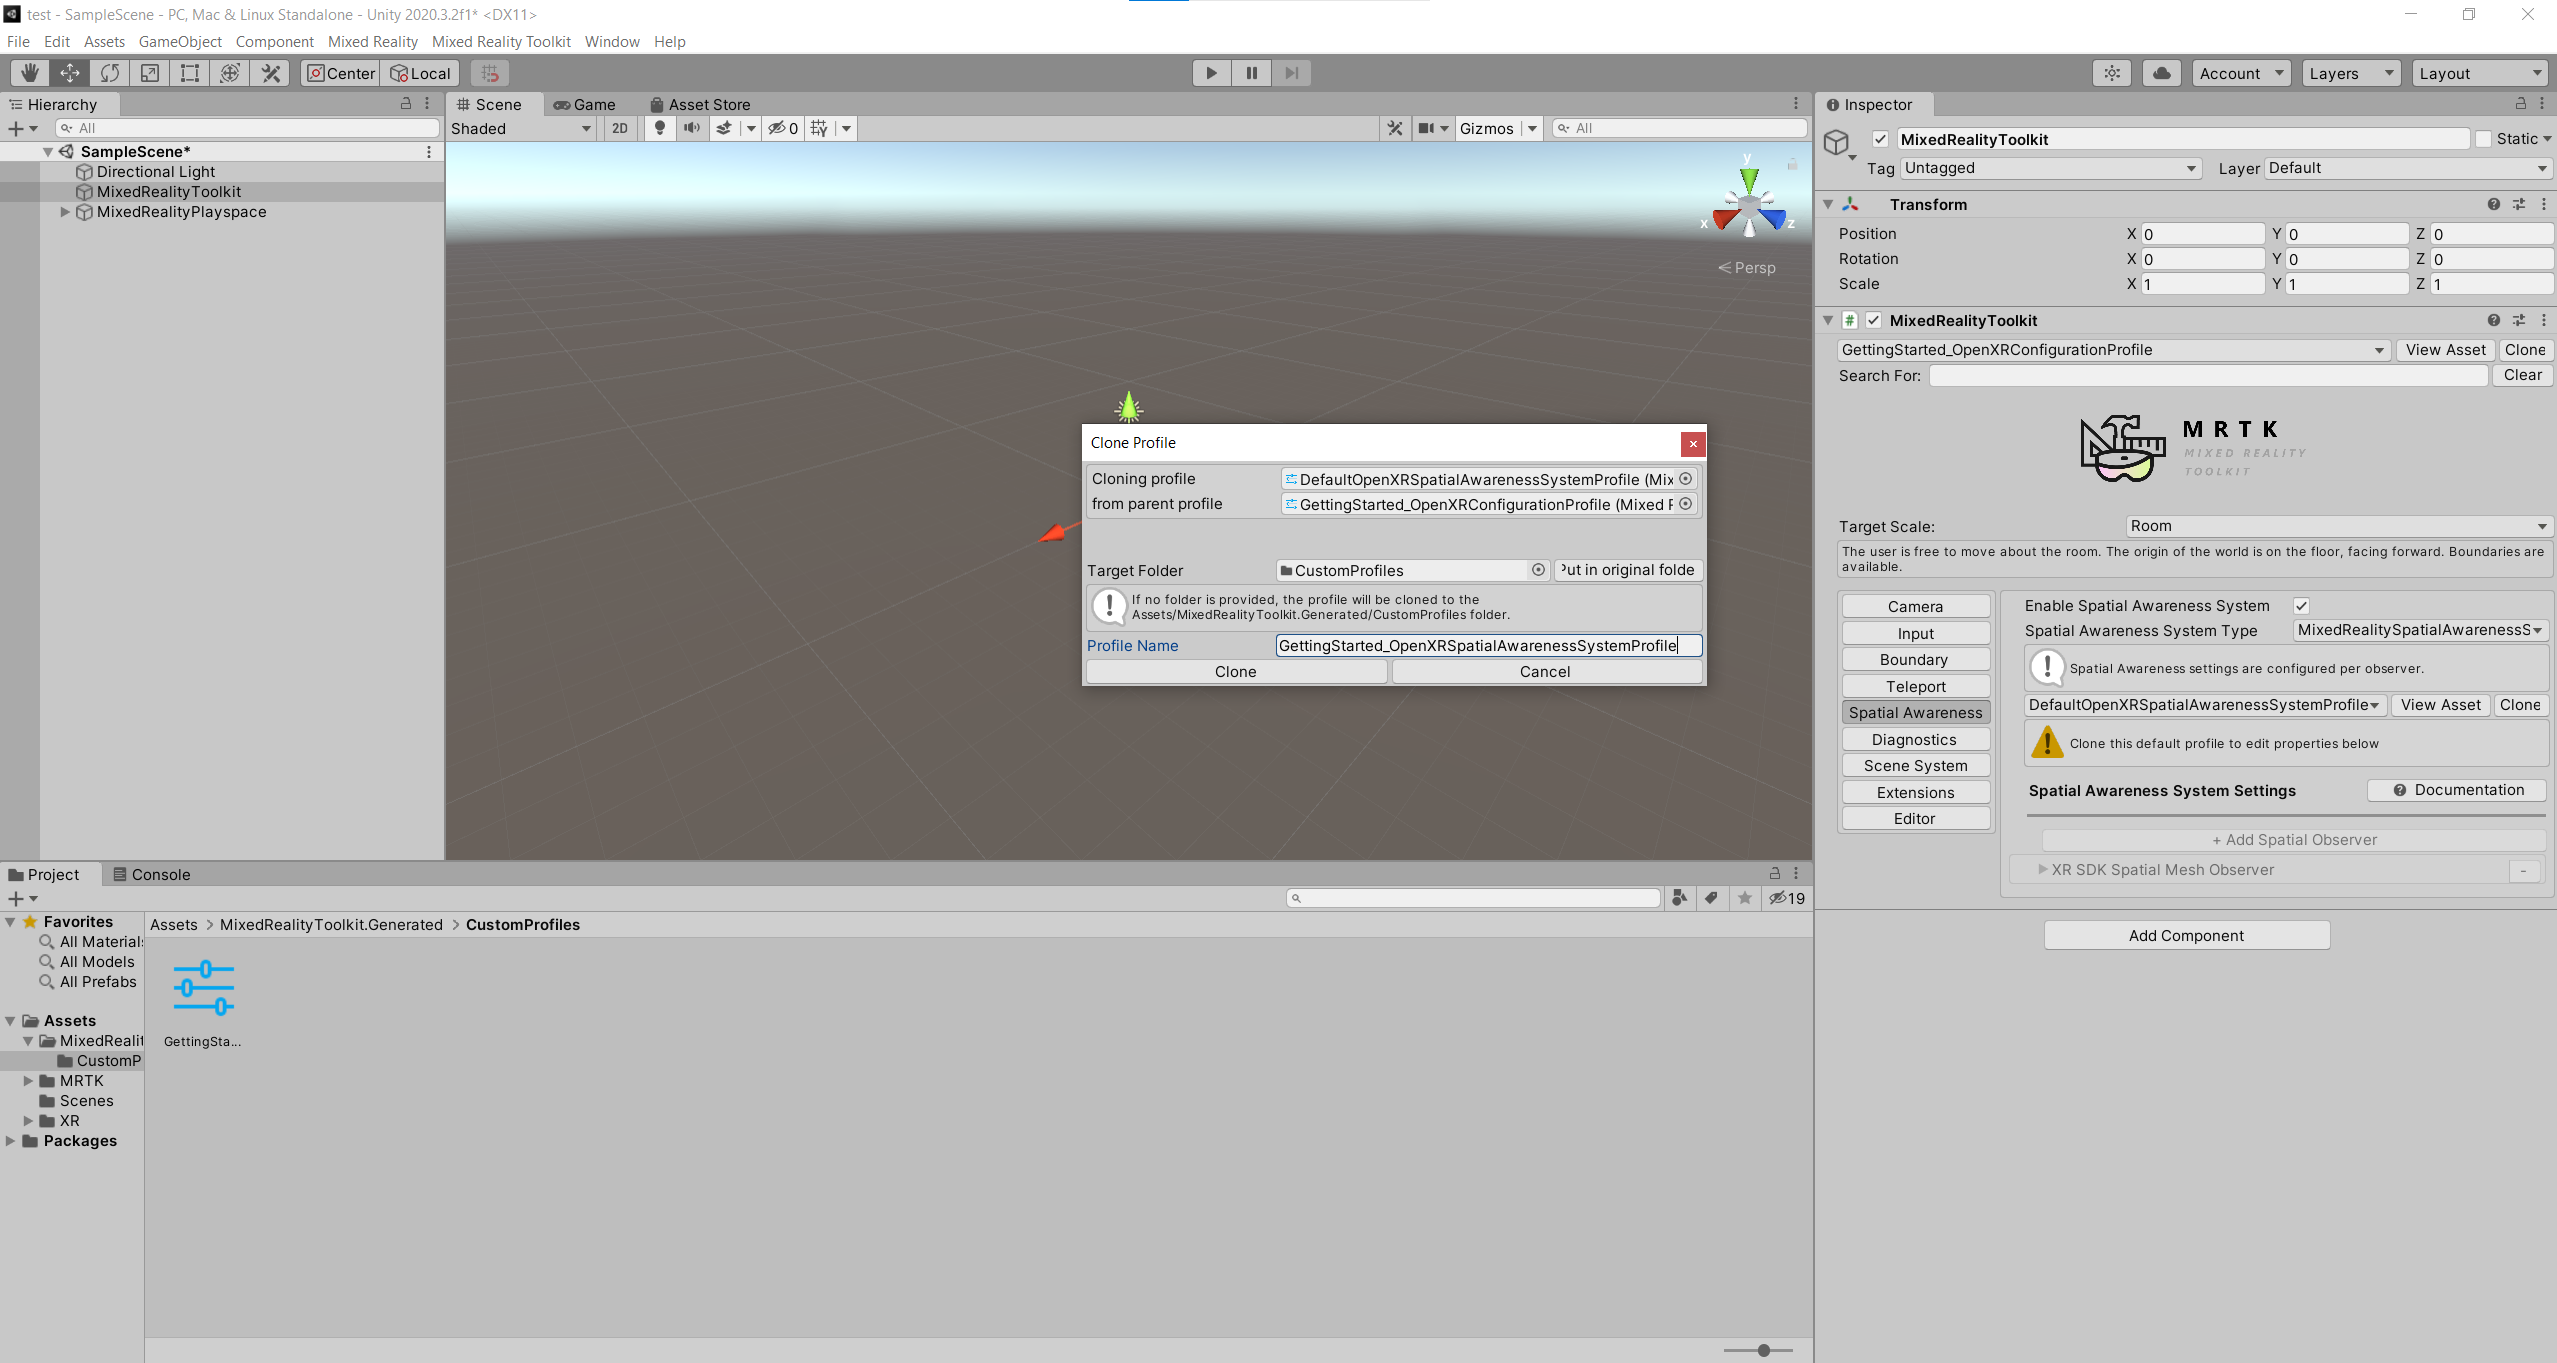 test - SampleScene - PC, Mac & Linux Standalone - Unity 2020.3.2f1* <DX11>
File Edit Assets GameObject Component Mixed Reality Mixed Reality Toolkit Window Help
Center Local Account Layers Layout
Hierarchy
All
SampleScene*
Directional Light
MixedRealityToolkit
MixedRealityPlayspace
Scene Game Asset Store
Shaded 2D 0 Gizmos All
y
x z
Persp
Clone Profile
Cloning profile DefaultOpenXRSpatialAwarenessSystemProfile (Mix
from parent profile GettingStarted_OpenXRConfigurationProfile (Mixed R
Target Folder CustomProfiles Put in original folde
If no folder is provided, the profile will be cloned to the
Assets/MixedRealityToolkit.Generated/CustomProfiles folder.
Profile Name GettingStarted_OpenXRSpatialAwarenessSystemProfile
Clone Cancel
Project Console
19
Favorites
All Materials
All Models
All Prefabs
Assets
MixedRealit
CustomP
MRTK
Scenes
XR
Packages
Assets > MixedRealityToolkit.Generated > CustomProfiles
GettingSta...
Inspector
MixedRealityToolkit Static
Tag Untagged Layer Default
Transform
Position X 0 Y 0 Z 0
Rotation X 0 Y 0 Z 0
Scale X 1 Y 1 Z 1
# MixedRealityToolkit
GettingStarted_OpenXRConfigurationProfile View Asset Clone
Search For: Clear
MRTK
MIXED REALITY
TOOLKIT
Target Scale: Room
The user is free to move about the room. The origin of the world is on the floor, facing forward. Boundaries are
available.
Camera
Input
Boundary
Teleport
Spatial Awareness
Diagnostics
Scene System
Extensions
Editor
Enable Spatial Awareness System
Spatial Awareness System Type MixedRealitySpatialAwarenessS
Spatial Awareness settings are configured per observer.
DefaultOpenXRSpatialAwarenessSystemProfile View Asset Clone
Clone this default profile to edit properties below
Spatial Awareness System Settings Documentation
+ Add Spatial Observer
XR SDK Spatial Mesh Observer -
Add Component